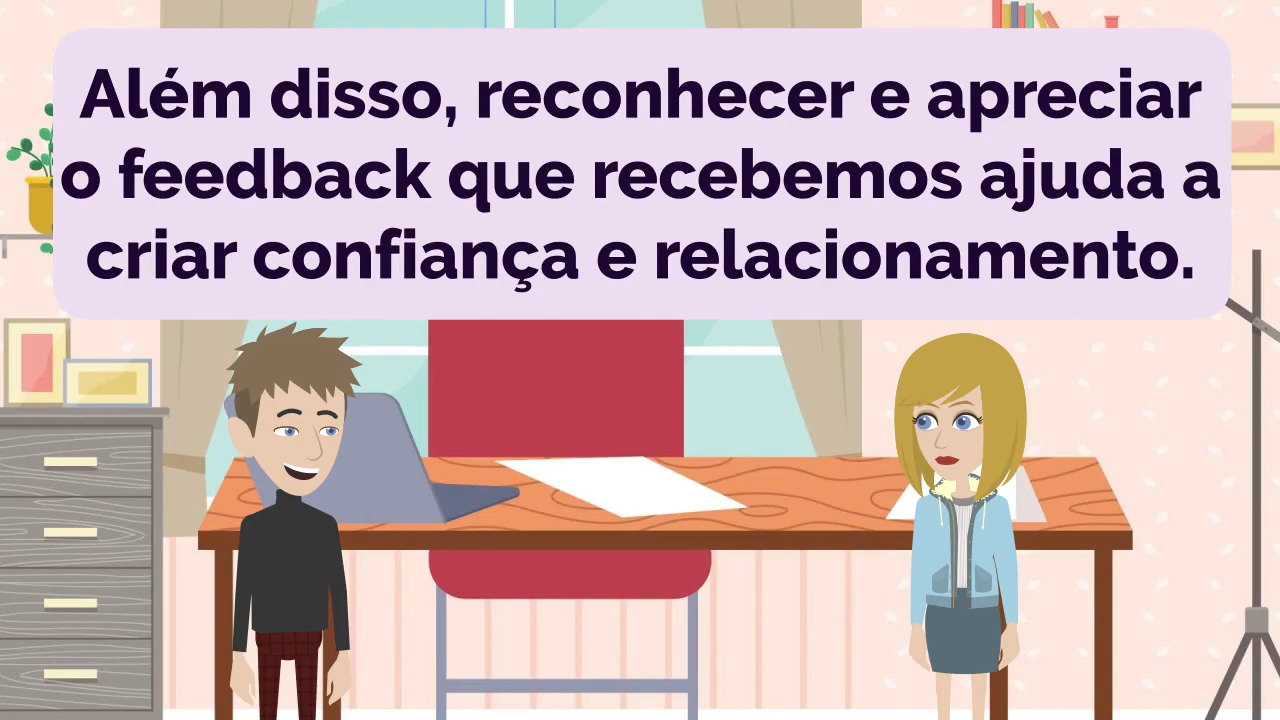 Além disso, reconhecer e apreciar
o feedback que recebemos ajuda a
criar confiança e relacionamento.